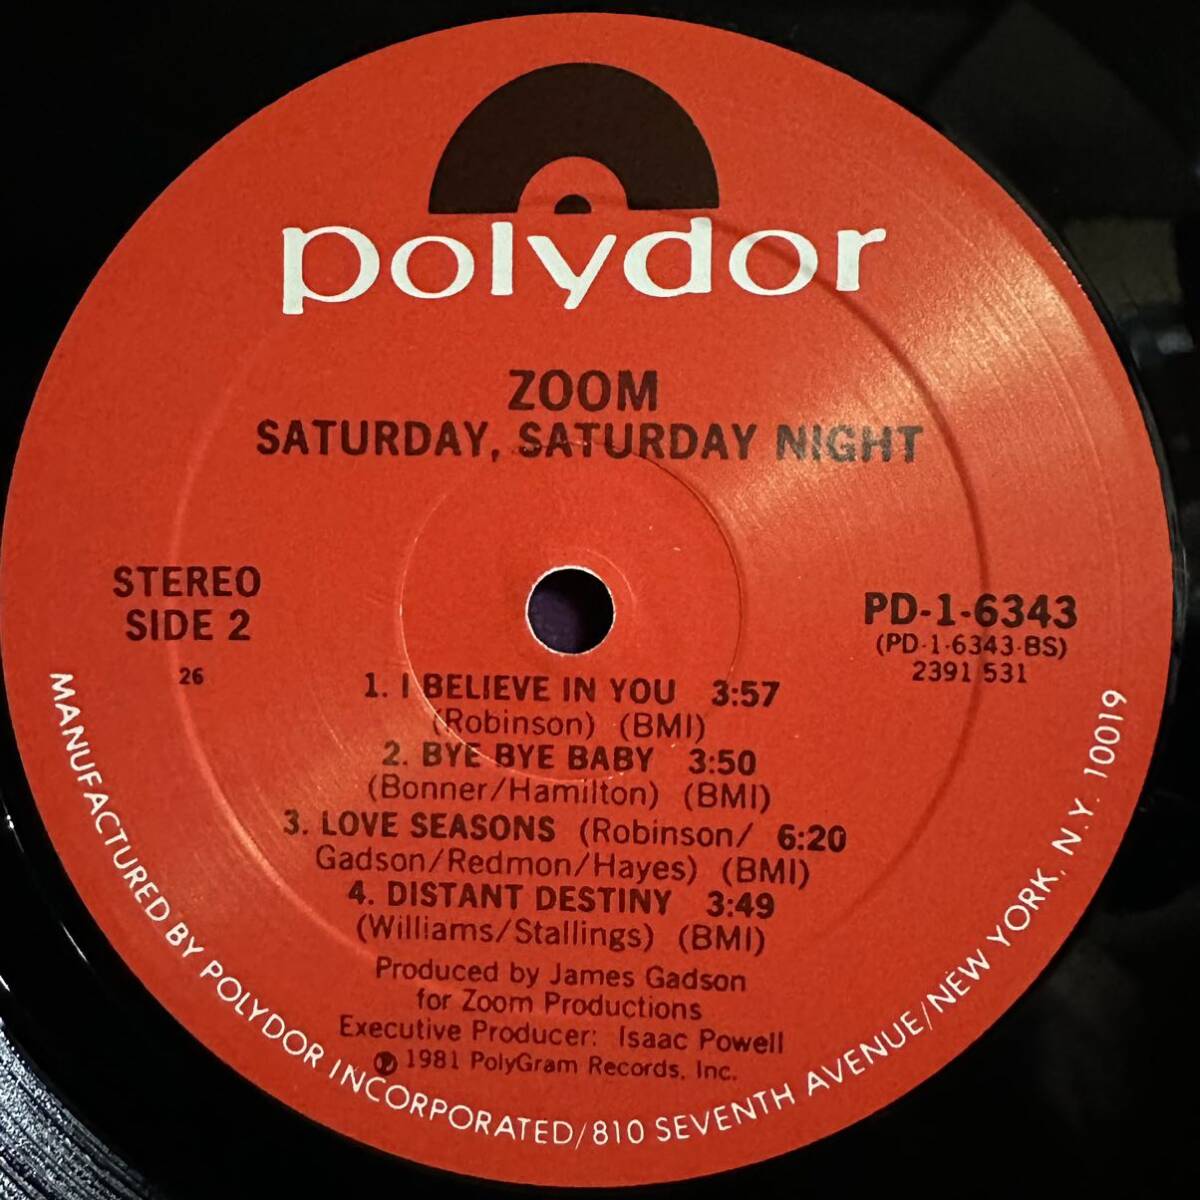 polydor
ZOOM
SATURDAY, SATURDAY NIGHT
STEREO
SIDE 2
26
PD-1-6343
(PD-1-6343-BS)
2391 531
1. I BELIEVE IN YOU 3:57
(Robinson) (BMI)
2. BYE BYE BABY 3:50
(Bonner/Hamilton) (BMI)
3. LOVE SEASONS (Robinson/ 6:20
Gadson/Redmon/Hayes) (BMI)
4. DISTANT DESTINY 3:49
(Williams/Stallings) (BMI)
Produced by James Gadson
for Zoom Productions
Executive Producer: Isaac Powell
℗ 1981 PolyGram Records, Inc.
MANUFACTURED BY POLYDOR INCORPORATED/810 SEVENTH AVENUE/NEW YORK, N.Y. 10019